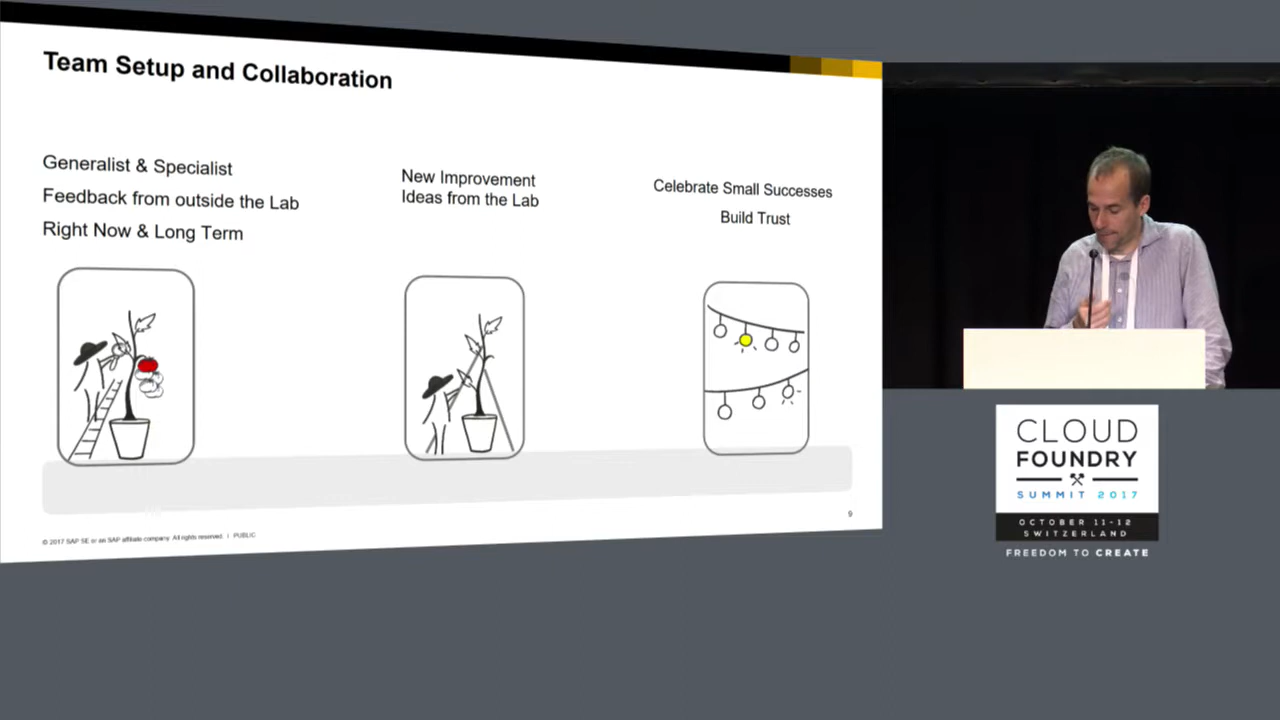 Team Setup and Collaboration
Generalist & Specialist
Feedback from outside the Lab
Right Now & Long Term
New Improvement
Ideas from the Lab
Celebrate Small Successes
Build Trust
9
© 2017 SAP SE or an SAP affiliate company. All rights reserved. | PUBLIC
CLOUD
FOUNDRY
SUMMIT 2017
OCTOBER 11-12
SWITZERLAND
FREEDOM TO CREATE